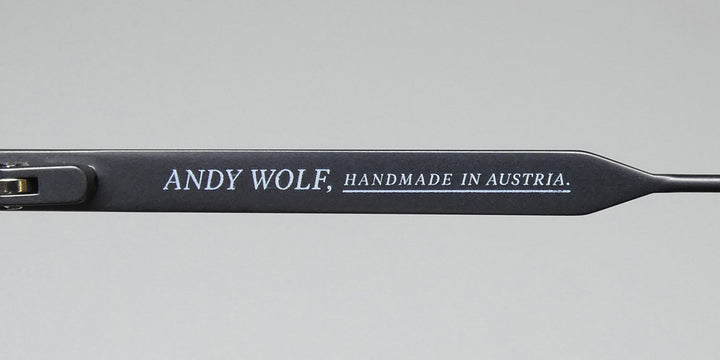 ANDY WOLF, HANDMADE IN AUSTRIA.